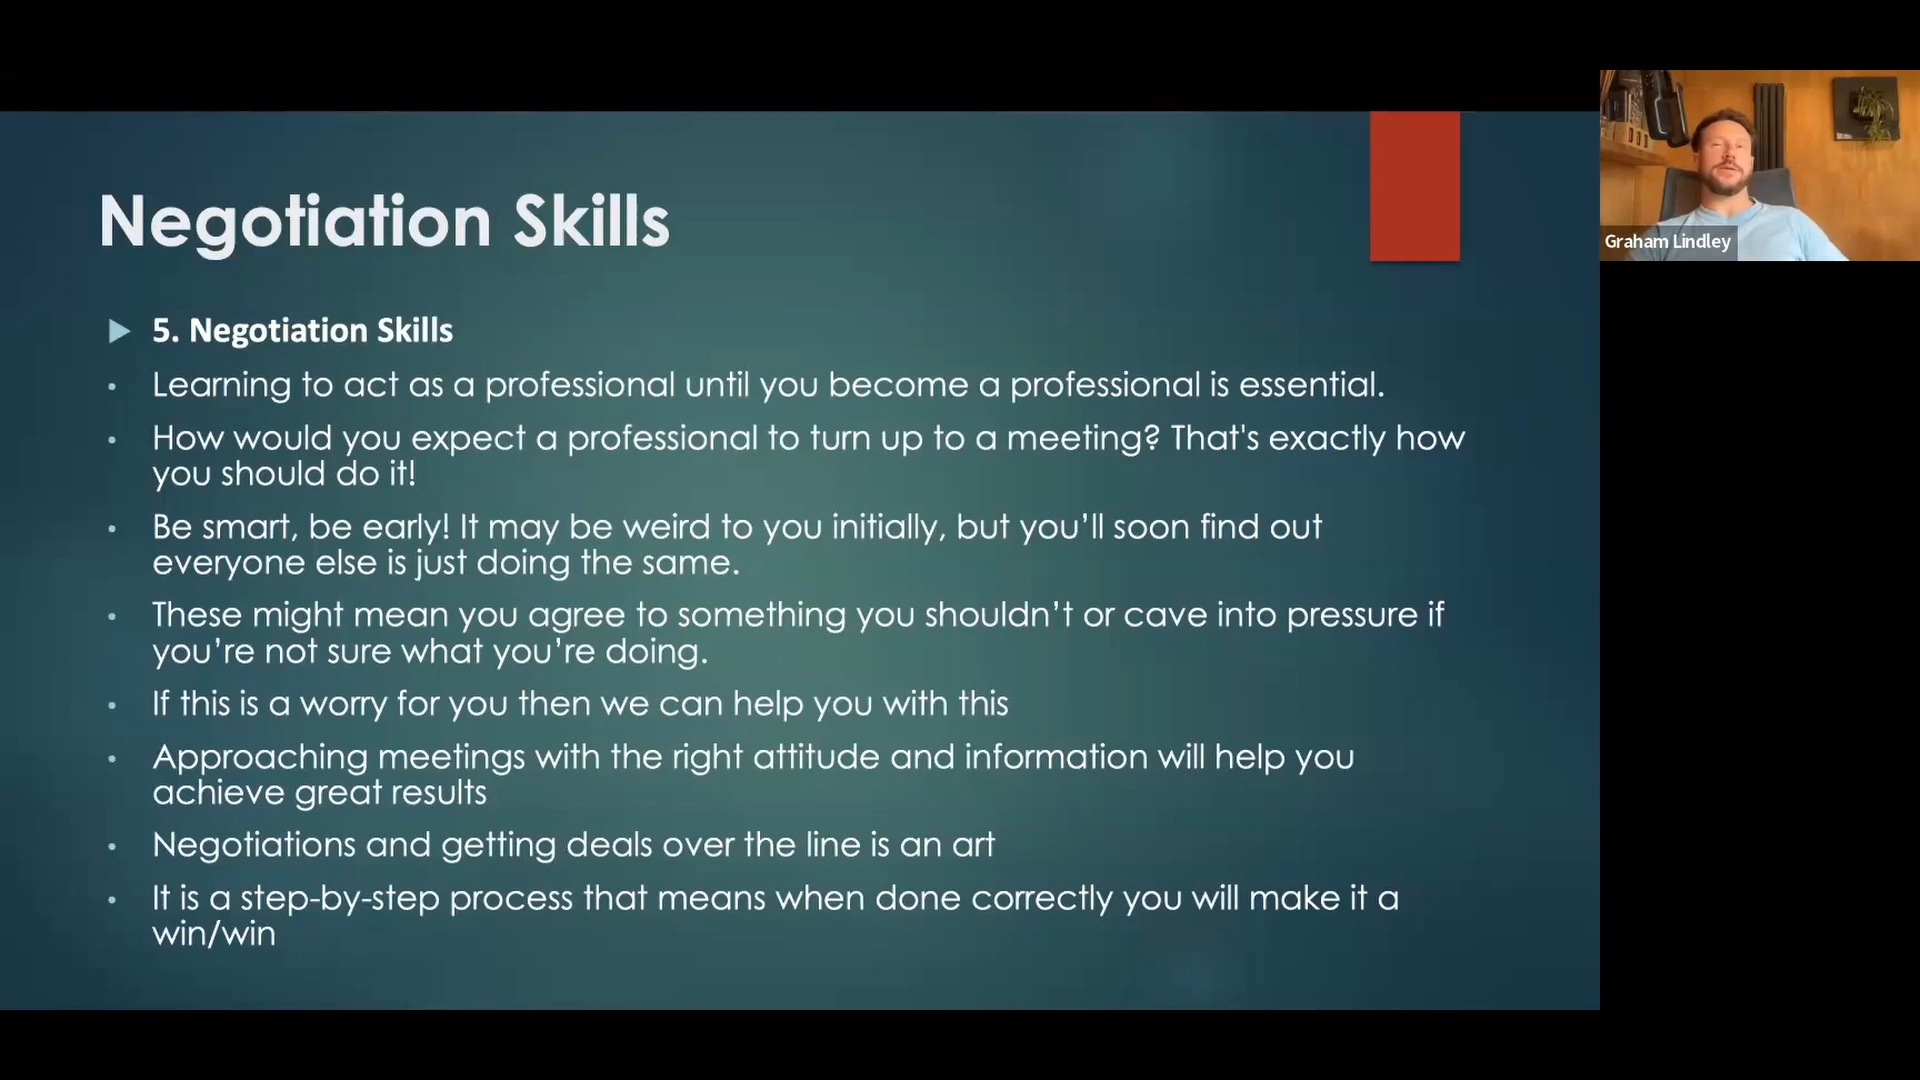 Negotiation Skills
5. Negotiation Skills
Learning to act as a professional until you become a professional is essential.
How would you expect a professional to turn up to a meeting? That's exactly how
you should do it!
Be smart, be early! It may be weird to you initially, but you’ll soon find out
everyone else is just doing the same.
These might mean you agree to something you shouldn’t or cave into pressure if
you’re not sure what you’re doing.
If this is a worry for you then we can help you with this
Approaching meetings with the right attitude and information will help you
achieve great results
Negotiations and getting deals over the line is an art
It is a step-by-step process that means when done correctly you will make it a
win/win
Graham Lindley